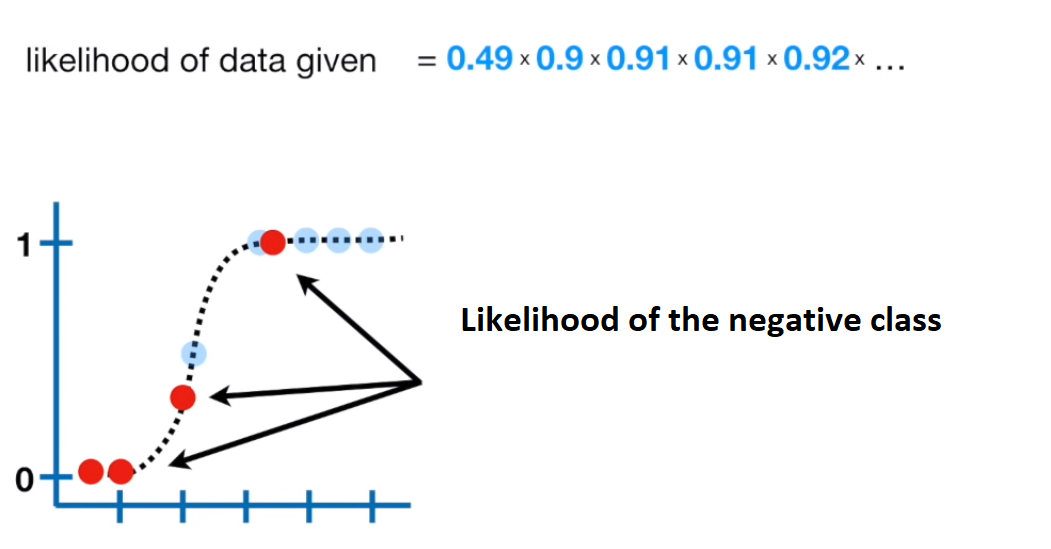 likelihood of data given = 0.49 × 0.9 × 0.91 × 0.91 × 0.92 × ...
1
Likelihood of the negative class
0